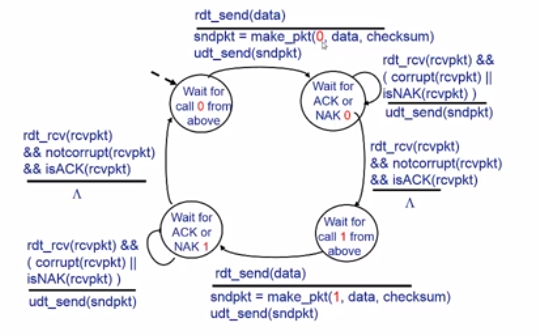 rdt_send(data)
sndpkt = make_pkt(0, data, checksum)
udt_send(sndpkt)
Wait for
call 0 from
above
Wait for
ACK or
NAK 0
rdt_rcv(rcvpkt) &&
( corrupt(rcvpkt) ||
isNAK(rcvpkt) )
udt_send(sndpkt)
rdt_rcv(rcvpkt)
&& notcorrupt(rcvpkt)
&& isACK(rcvpkt)
Λ
rdt_rcv(rcvpkt)
&& notcorrupt(rcvpkt)
&& isACK(rcvpkt)
Λ
Wait for
ACK or
NAK 1
Wait for
call 1 from
above
rdt_rcv(rcvpkt) &&
( corrupt(rcvpkt) ||
isNAK(rcvpkt) )
udt_send(sndpkt)
rdt_send(data)
sndpkt = make_pkt(1, data, checksum)
udt_send(sndpkt)